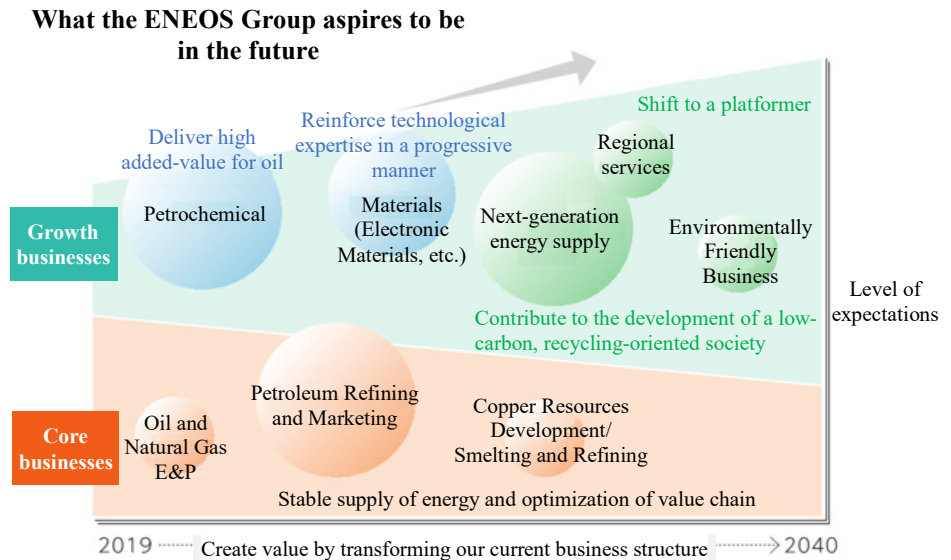 What the ENEOS Group aspires to be
in the future
Shift to a platformer
Reinforce technological
expertise in a progressive
manner
Deliver high
added-value for oil
Regional
services
Petrochemical
Materials
(Electronic
Materials, etc.)
Next-generation
energy supply
Environmentally
Friendly
Business
Growth
businesses
Level of
expectations
Contribute to the development of a low-
carbon, recycling-oriented society
Petroleum Refining
and Marketing
Copper Resources
Development/
Smelting and Refining
Oil and
Natural Gas
E&P
Core
businesses
Stable supply of energy and optimization of value chain
2019
Create value by transforming our current business structure
2040